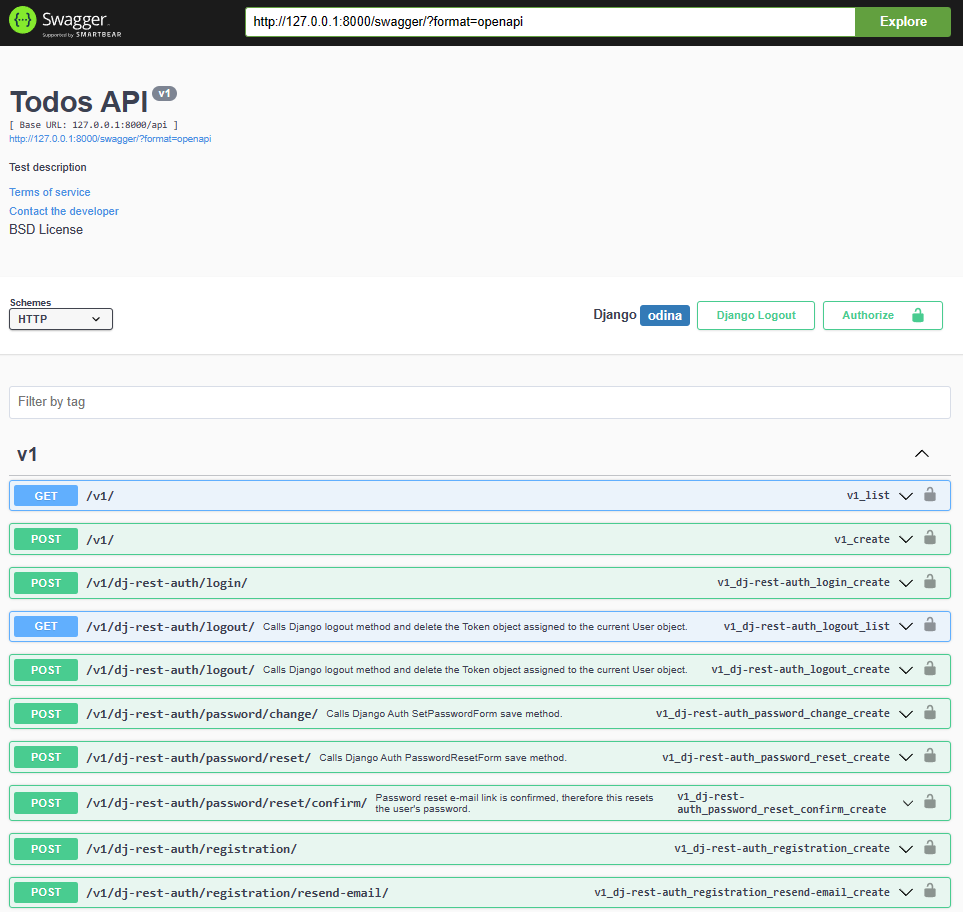 Swagger. http://127.0.0.1:8000/swagger/?format=openapi Explore
Supported by SMARTBEAR
Todos API v1
[ Base URL: 127.0.0.1:8000/api ]
http://127.0.0.1:8000/swagger/?format=openapi
Test description
Terms of service
Contact the developer
BSD License
Schemes
HTTP Django odina Django Logout Authorize
Filter by tag
v1
GET /v1/ v1_list
POST /v1/ v1_create
POST /v1/dj-rest-auth/login/ v1_dj-rest-auth_login_create
GET /v1/dj-rest-auth/logout/ Calls Django logout method and delete the Token object assigned to the current User object. v1_dj-rest-auth_logout_list
POST /v1/dj-rest-auth/logout/ Calls Django logout method and delete the Token object assigned to the current User object. v1_dj-rest-auth_logout_create
POST /v1/dj-rest-auth/password/change/ Calls Django Auth SetPasswordForm save method. v1_dj-rest-auth_password_change_create
POST /v1/dj-rest-auth/password/reset/ Calls Django Auth PasswordResetForm save method. v1_dj-rest-auth_password_reset_create
POST /v1/dj-rest-auth/password/reset/confirm/ Password reset e-mail link is confirmed, therefore this resets v1_dj-rest-
the user's password. auth_password_reset_confirm_create
POST /v1/dj-rest-auth/registration/ v1_dj-rest-auth_registration_create
POST /v1/dj-rest-auth/registration/resend-email/ v1_dj-rest-auth_registration_resend-email_create